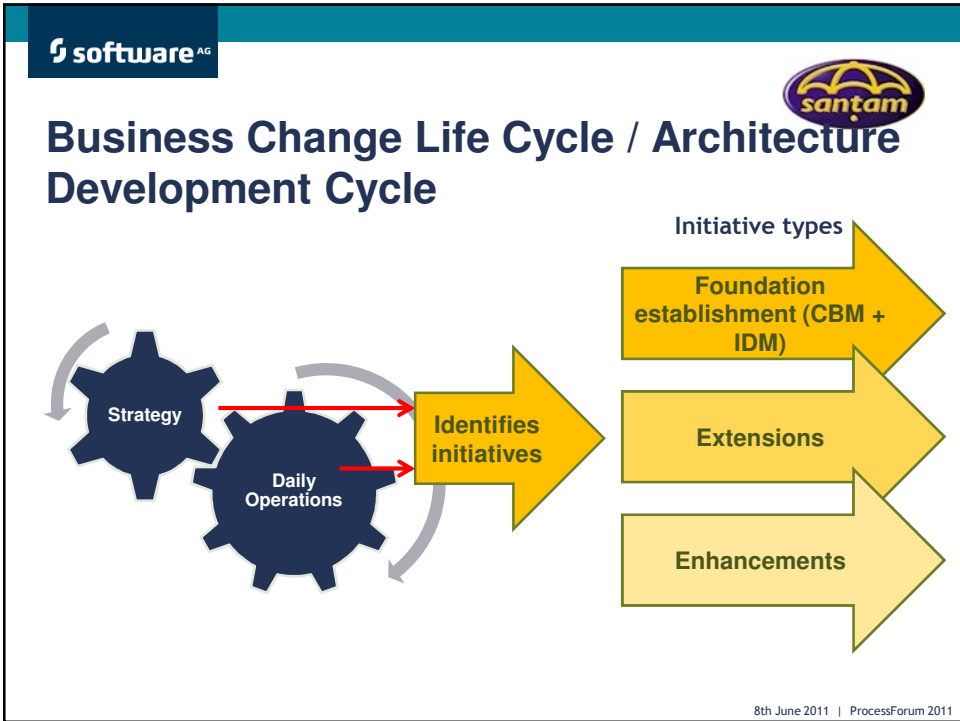 software AG
santam
Business Change Life Cycle / Architecture
Development Cycle
Initiative types
Foundation
establishment (CBM +
IDM)
Strategy
Identifies
initiatives
Extensions
Daily
Operations
Enhancements
8th June 2011 | ProcessForum 2011